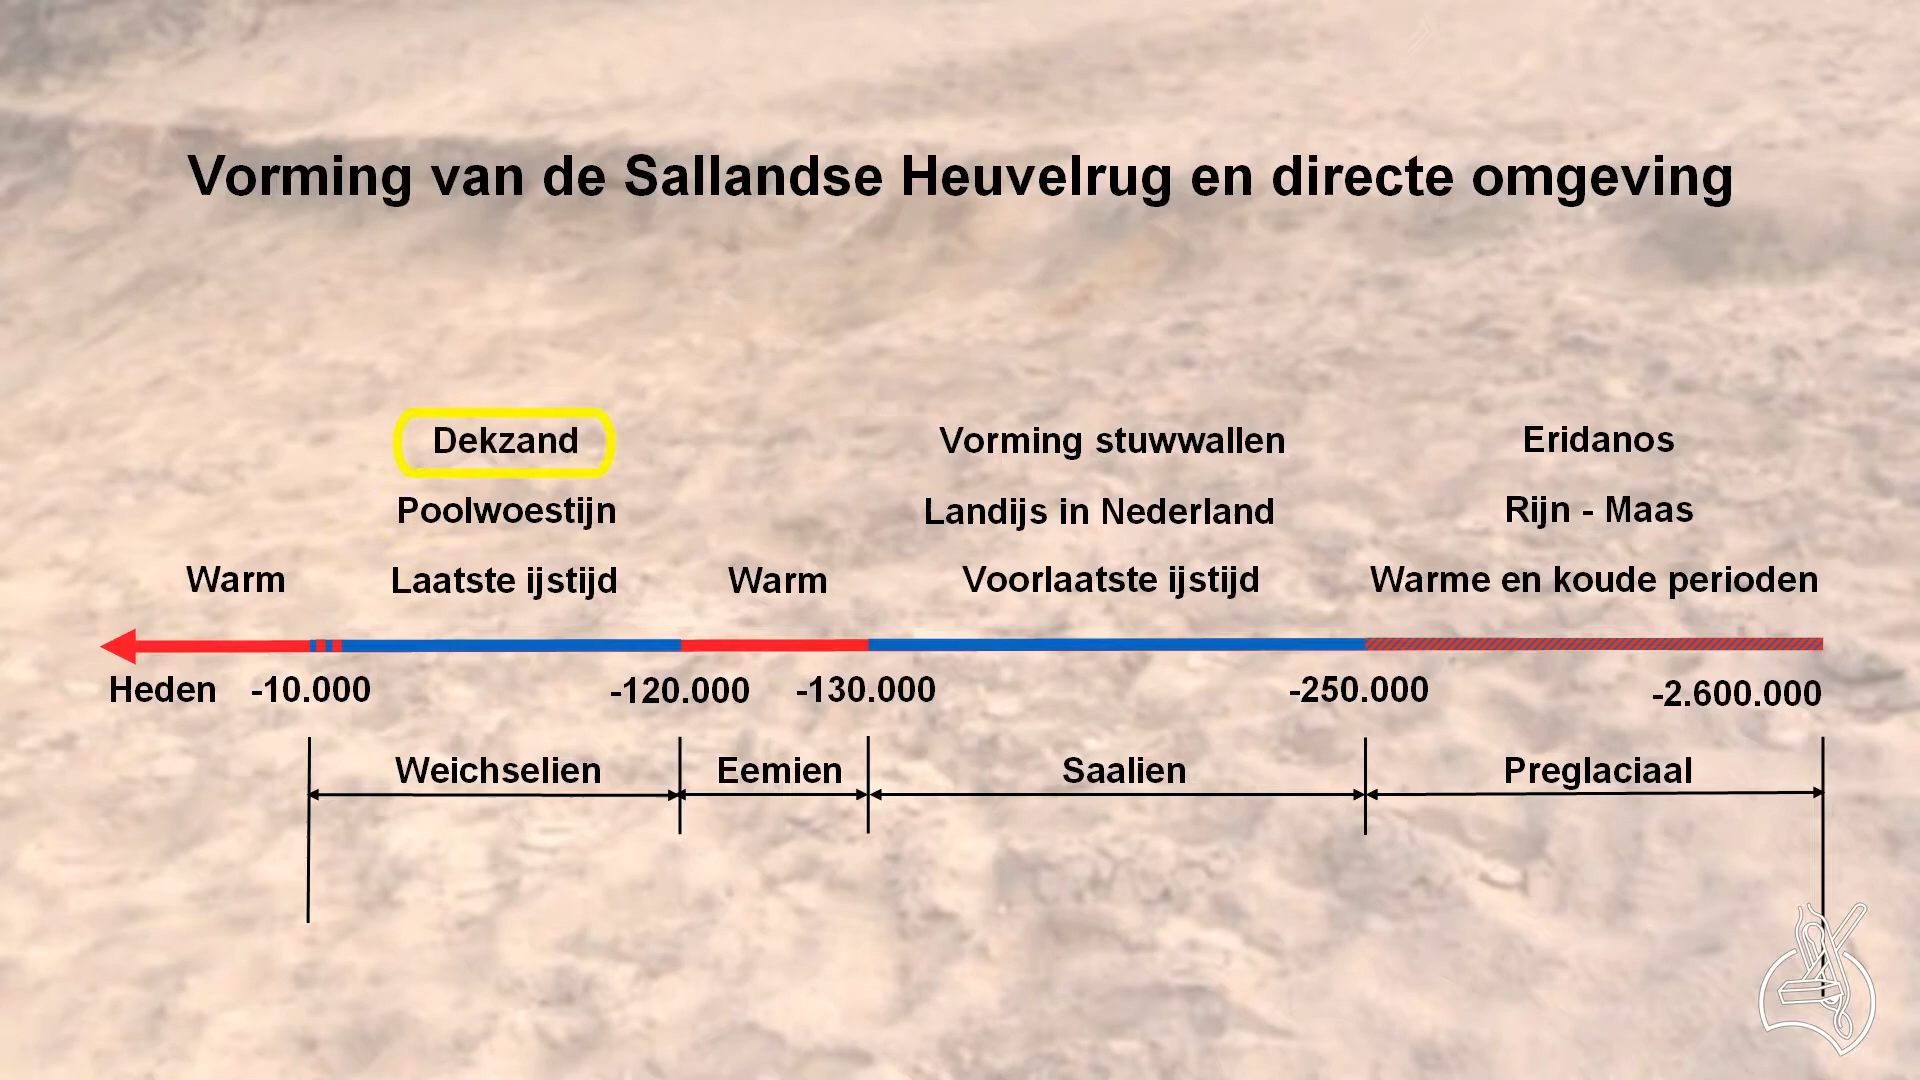 Vorming van de Sallandse Heuvelrug en directe omgeving
Dekzand
Vorming stuwwallen
Eridanos
Poolwoestijn
Landijs in Nederland
Rijn - Maas
Warm
Laatste ijstijd
Warm
Voorlaatste ijstijd
Warme en koude perioden
Heden
-10.000
-120.000
-130.000
-250.000
-2.600.000
Weichselien
Eemien
Saalien
Preglaciaal